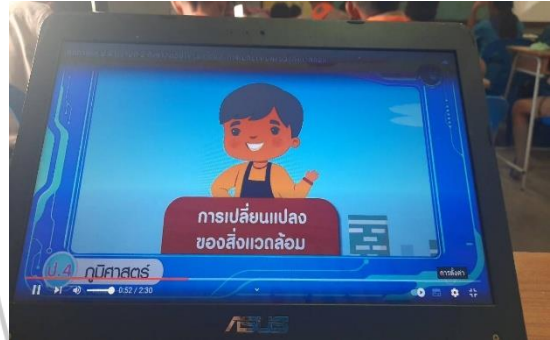 การเปลี่ยนแปลง
ของสิ่งแวดล้อม
ป.4 ภูมิศาสตร์
การตั้งค่า
0:52 / 2:30
ASUS